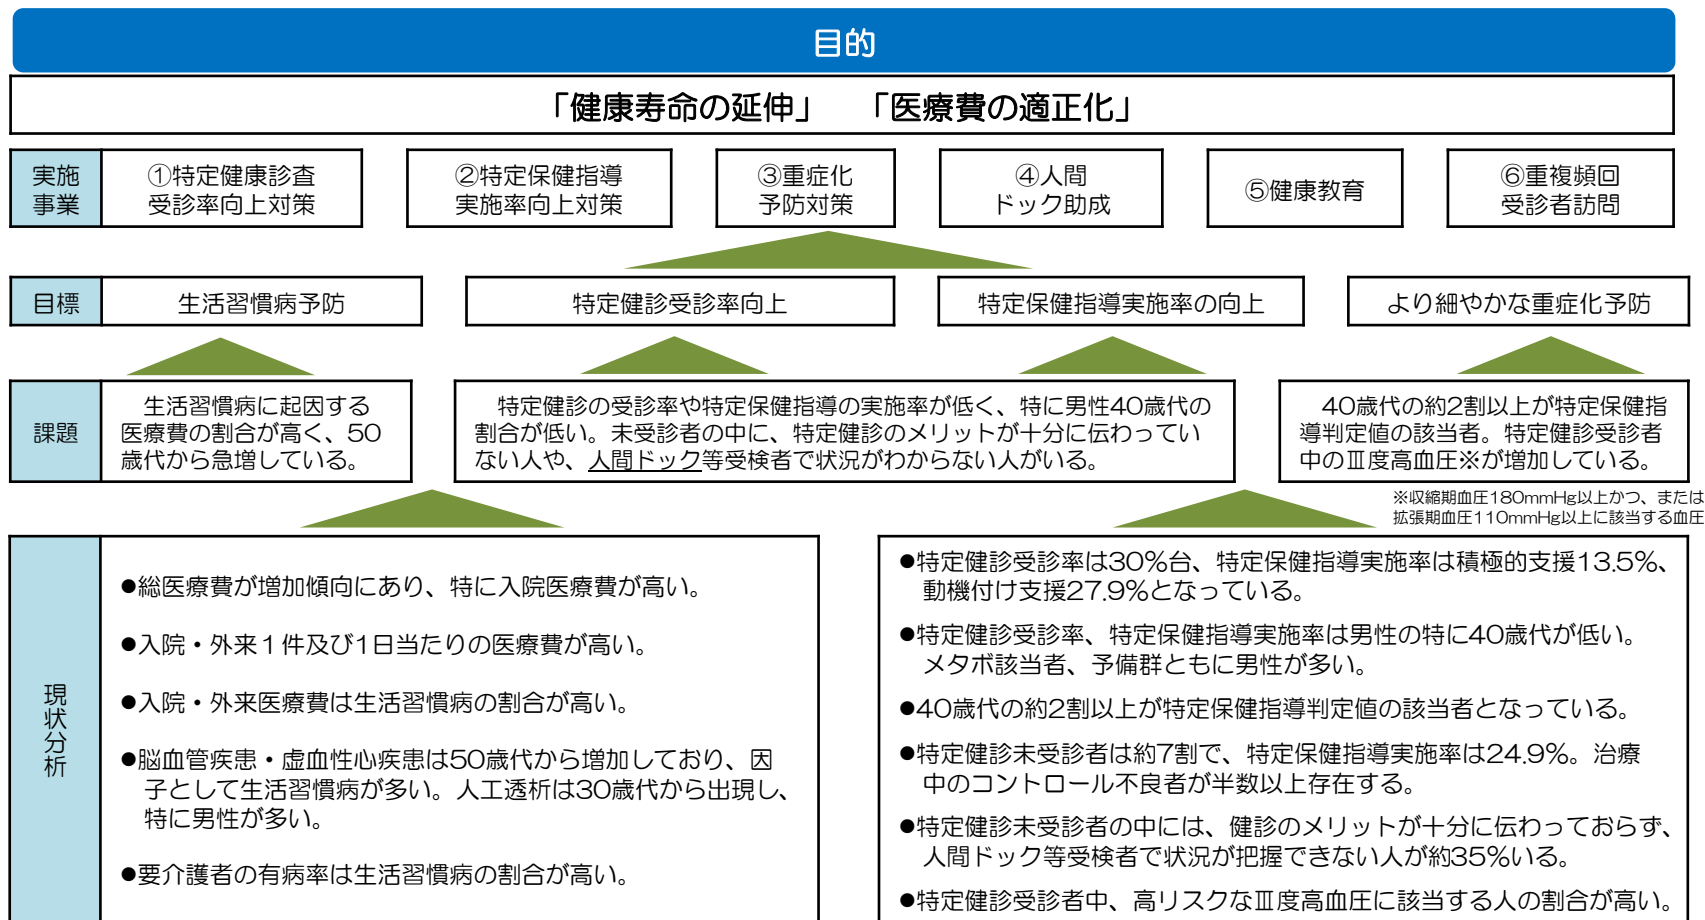 目的
「健康寿命の延伸」　「医療費の適正化」
実施
事業
①特定健康診査
受診率向上対策
②特定保健指導
実施率向上対策
③重症化
予防対策
④人間
ドック助成
⑤健康教育
⑥重複頻回
受診者訪問
目標
生活習慣病予防
特定健診受診率向上
特定保健指導実施率の向上
より細やかな重症化予防
課題
生活習慣病に起因する
医療費の割合が高く、50
歳代から急増している。
特定健診の受診率や特定保健指導の実施率が低く、特に男性40歳代の
割合が低い。未受診者の中に、特定健診のメリットが十分に伝わってい
ない人や、人間ドック等受検者で状況がわからない人がいる。
40歳代の約2割以上が特定保健指
導判定値の該当者。特定健診受診者
中のⅢ度高血圧※が増加している。
※収縮期血圧180mmHg以上かつ、または
拡張期血圧110mmHg以上に該当する血圧
現状分析
●総医療費が増加傾向にあり、特に入院医療費が高い。
●入院・外来１件及び1日当たりの医療費が高い。
●入院・外来医療費は生活習慣病の割合が高い。
●脳血管疾患・虚血性心疾患は50歳代から増加しており、因
子として生活習慣病が多い。人工透析は30歳代から出現し、
特に男性が多い。
●要介護者の有病率は生活習慣病の割合が高い。
●特定健診受診率は30%台、特定保健指導実施率は積極的支援13.5%、
動機付け支援27.9%となっている。
●特定健診受診率、特定保健指導実施率は男性の特に40歳代が低い。
メタボ該当者、予備群ともに男性が多い。
●40歳代の約2割以上が特定保健指導判定値の該当者となっている。
●特定健診未受診者は約7割で、特定保健指導実施率は24.9%。治療
中のコントロール不良者が半数以上存在する。
●特定健診未受診者の中には、健診のメリットが十分に伝わっておらず、
人間ドック等受検者で状況が把握できない人が約35%いる。
●特定健診受診者中、高リスクなⅢ度高血圧に該当する人の割合が高い。